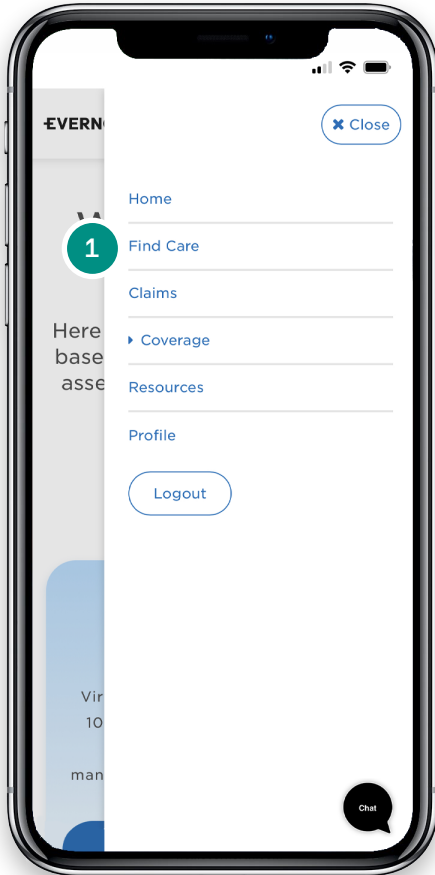 EVERN
✖ Close
Home
1
Find Care
Claims
Coverage
Resources
Profile
Logout
Here
base
asse
Vir
10
man
Chat